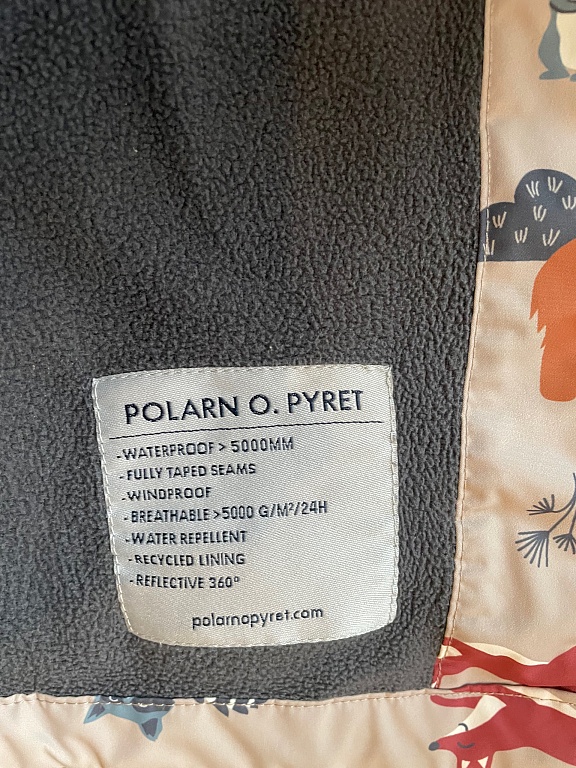 POLARN O. PYRET
-WATERPROOF > 5000MM
-FULLY TAPED SEAMS
-WINDPROOF
-BREATHABLE >5000 G/M²/24H
-WATER REPELLENT
-RECYCLED LINING
-REFLECTIVE 360°
polarnopyret.com